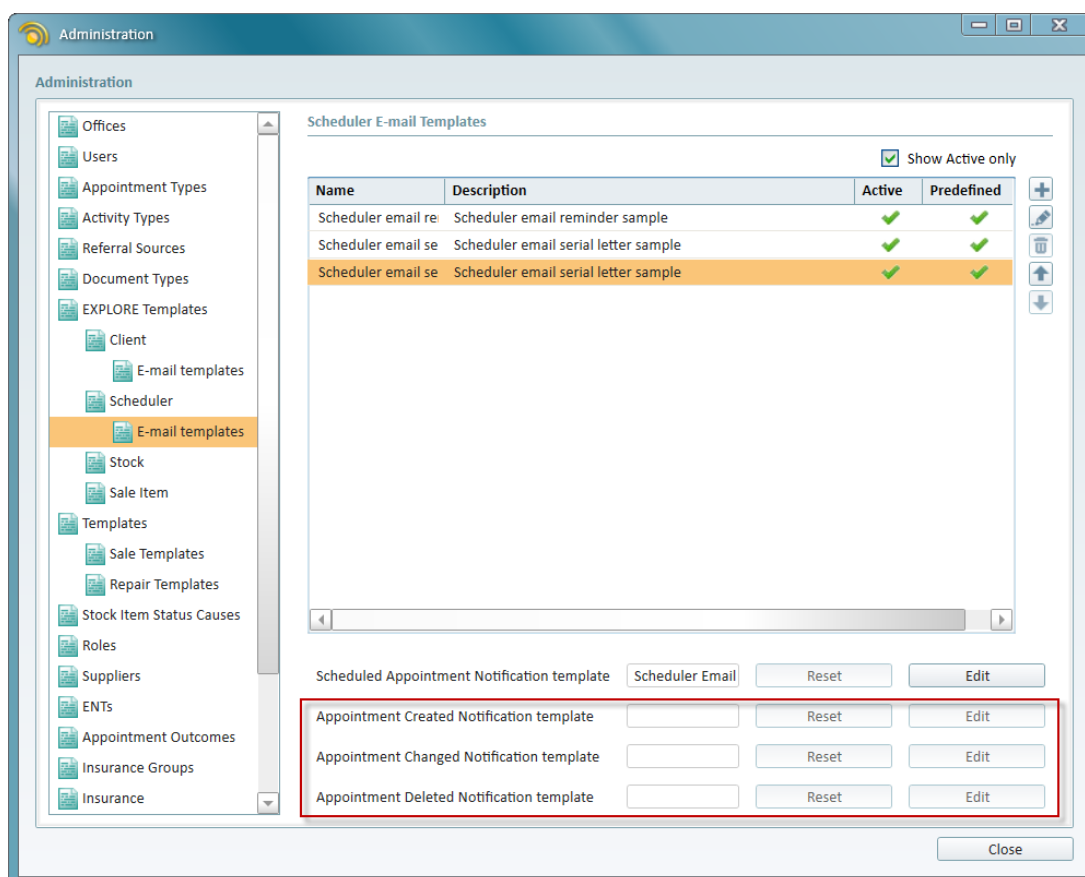 Administration
Administration
Offices
Users
Appointment Types
Activity Types
Referral Sources
Document Types
EXPLORE Templates
Client
E-mail templates
Scheduler
E-mail templates
Stock
Sale Item
Templates
Sale Templates
Repair Templates
Stock Item Status Causes
Roles
Suppliers
ENTs
Appointment Outcomes
Insurance Groups
Insurance
Scheduler E-mail Templates
Show Active only
Name Description Active Predefined
Scheduler email re Scheduler email reminder sample
Scheduler email se Scheduler email serial letter sample
Scheduler email se Scheduler email serial letter sample
Scheduled Appointment Notification template Scheduler Email Reset Edit
Appointment Created Notification template Reset Edit
Appointment Changed Notification template Reset Edit
Appointment Deleted Notification template Reset Edit
Close